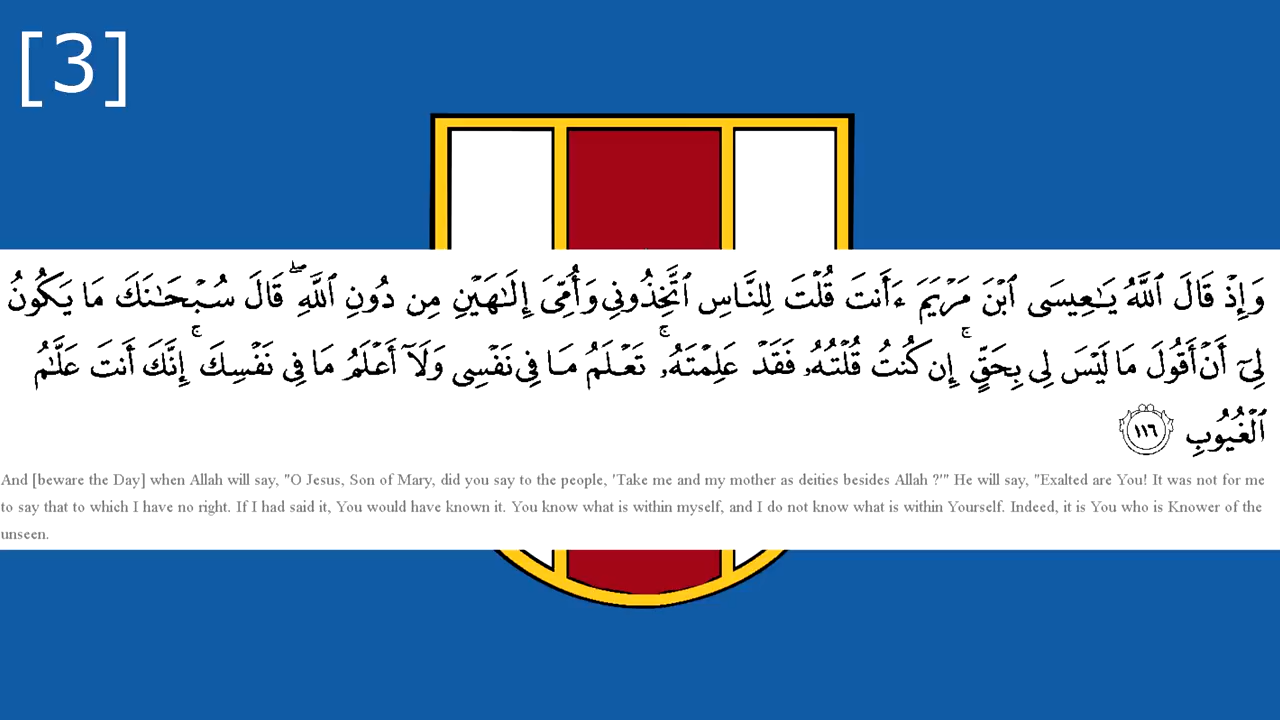 [3]
وَإِذْ قَالَ ٱللَّهُ يَـٰعِيسَى ٱبْنَ مَرْيَمَ ءَأَنتَ قُلْتَ لِلنَّاسِ ٱتَّخِذُونِى وَأُمِّىَ إِلَـٰهَيْنِ مِن دُونِ ٱللَّهِ ۖ قَالَ سُبْحَـٰنَكَ مَا يَكُونُ
لِىٓ أَنْ أَقُولَ مَا لَيْسَ لِى بِحَقٍّ ۚ إِن كُنتُ قُلْتُهُۥ فَقَدْ عَلِمْتَهُۥ ۚ تَعْلَمُ مَا فِى نَفْسِى وَلَآ أَعْلَمُ مَا فِى نَفْسِكَ ۚ إِنَّكَ أَنتَ عَلَّـٰمُ
ٱلْغُيُوبِ ١١٦
And [beware the Day] when Allah will say, "O Jesus, Son of Mary, did you say to the people, 'Take me and my mother as deities besides Allah ?'" He will say, "Exalted are You! It was not for me
to say that to which I have no right. If I had said it, You would have known it. You know what is within myself, and I do not know what is within Yourself. Indeed, it is You who is Knower of the
unseen.